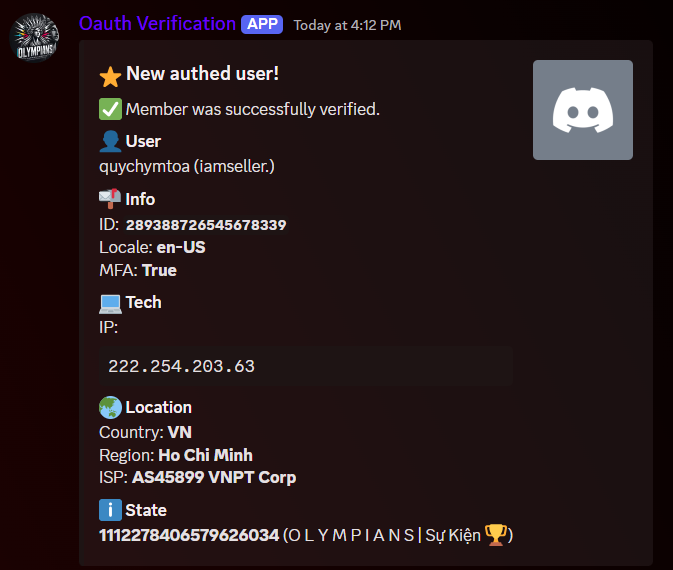 OLYMPIANS
Oauth Verification APP Today at 4:12 PM
New authed user!
Member was successfully verified.
User
quychymtoa (iamseller.)
Info
ID: 289388726545678339
Locale: en-US
MFA: True
Tech
IP:
222.254.203.63
Location
Country: VN
Region: Ho Chi Minh
ISP: AS45899 VNPT Corp
State
1112278406579626034 (O L Y M P I A N S | Sự Kiện 🏆)